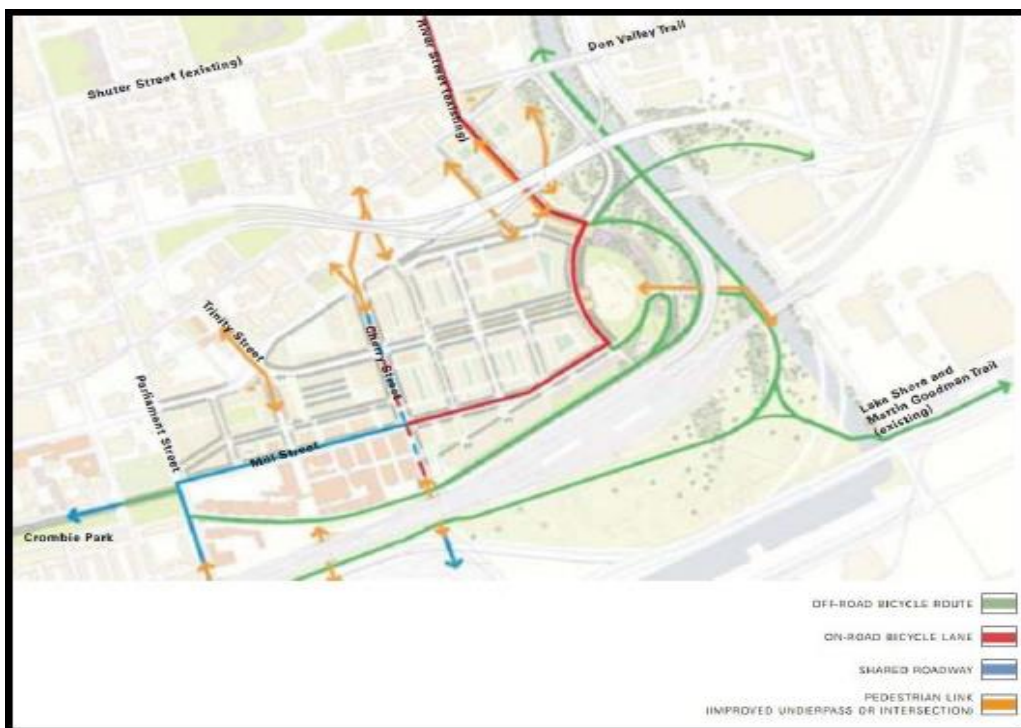 Don Valley Trail
River Street (existing)
Shuter Street (existing)
Trinity Street
Cherry Street
Parliament Street
Lake Shore and
Martin Goodman Trail
(existing)
Mill Street
Crombie Park
OFF-ROAD BICYCLE ROUTE
ON-ROAD BICYCLE LANE
SHARED ROADWAY
PEDESTRIAN LINK
(IMPROVED UNDERPASS OR INTERSECTION)